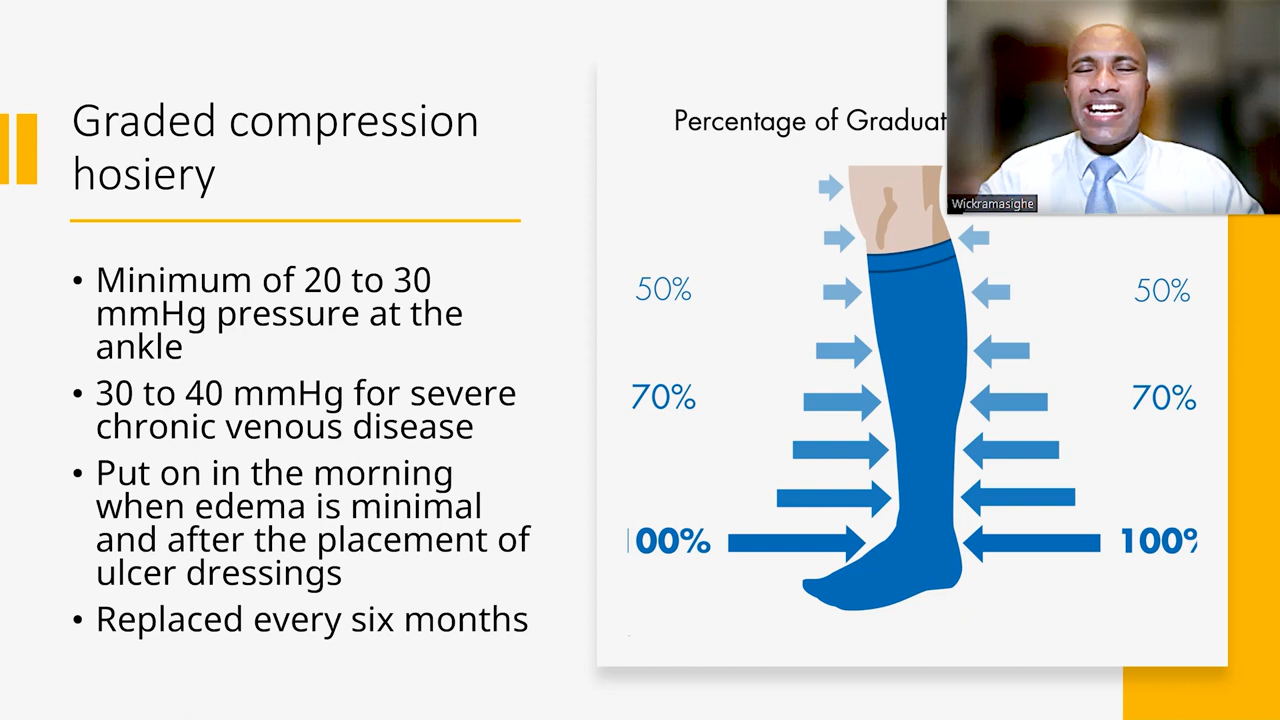 Graded compression
hosiery
• Minimum of 20 to 30
mmHg pressure at the
ankle
• 30 to 40 mmHg for severe
chronic venous disease
• Put on in the morning
when edema is minimal
and after the placement of
ulcer dressings
• Replaced every six months
Percentage of Graduat
Wickramasighe
50% 50%
70% 70%
00% 100%